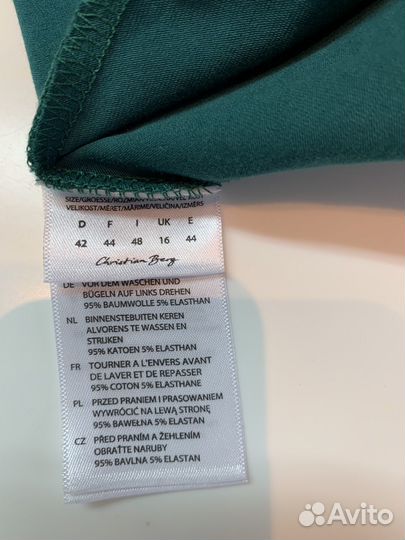 SIZE/GROESSE/ROZMIAR
VELIKOST/MÉRET/MĂRIME/VELIČINA/IZMĒRS
D F I UK E
42 44 48 16 44
Christian Berg
DE VOR DEM WASCHEN UND
BÜGELN AUF LINKS DREHEN
95% BAUMWOLLE 5% ELASTHAN
NL BINNENSTEBUITEN KEREN
ALVORENS TE WASSEN EN
STRIJKEN
95% KATOEN 5% ELASTHAN
FR TOURNER A L'ENVERS AVANT
DE LAVER ET DE REPASSER
95% COTON 5% ELASTHANE
PL PRZED PRANIEM I PRASOWANIEM
WYWRÓCIĆ NA LEWĄ STRONĘ
95% BAWEŁNA 5% ELASTAN
CZ PŘED PRANÍM A ŽEHLENÍM
OBRAŤTE NARUBY
95% BAVLNA 5% ELASTAN
Avito